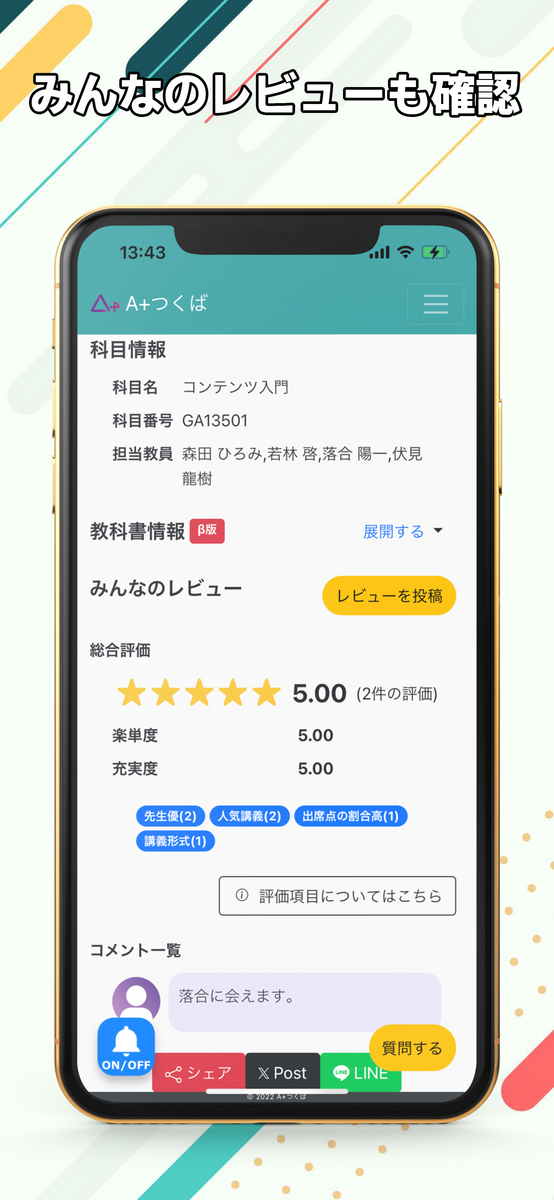 みんなのレビューも確認
13:43
A+つくば
科目情報
科目名 コンテンツ入門
科目番号 GA13501
担当教員 森田 ひろみ,若林 啓,落合 陽一,伏見
龍樹
教科書情報 β版 展開する
みんなのレビュー レビューを投稿
総合評価
5.00 (2件の評価)
楽単度 5.00
充実度 5.00
先生優(2) 人気講義(2) 出席点の割合高(1)
講義形式(1)
評価項目についてはこちら
コメント一覧
落合に会えます。
質問する
ON/OFF
シェア X Post LINE LINE
© 2022 A+つくば